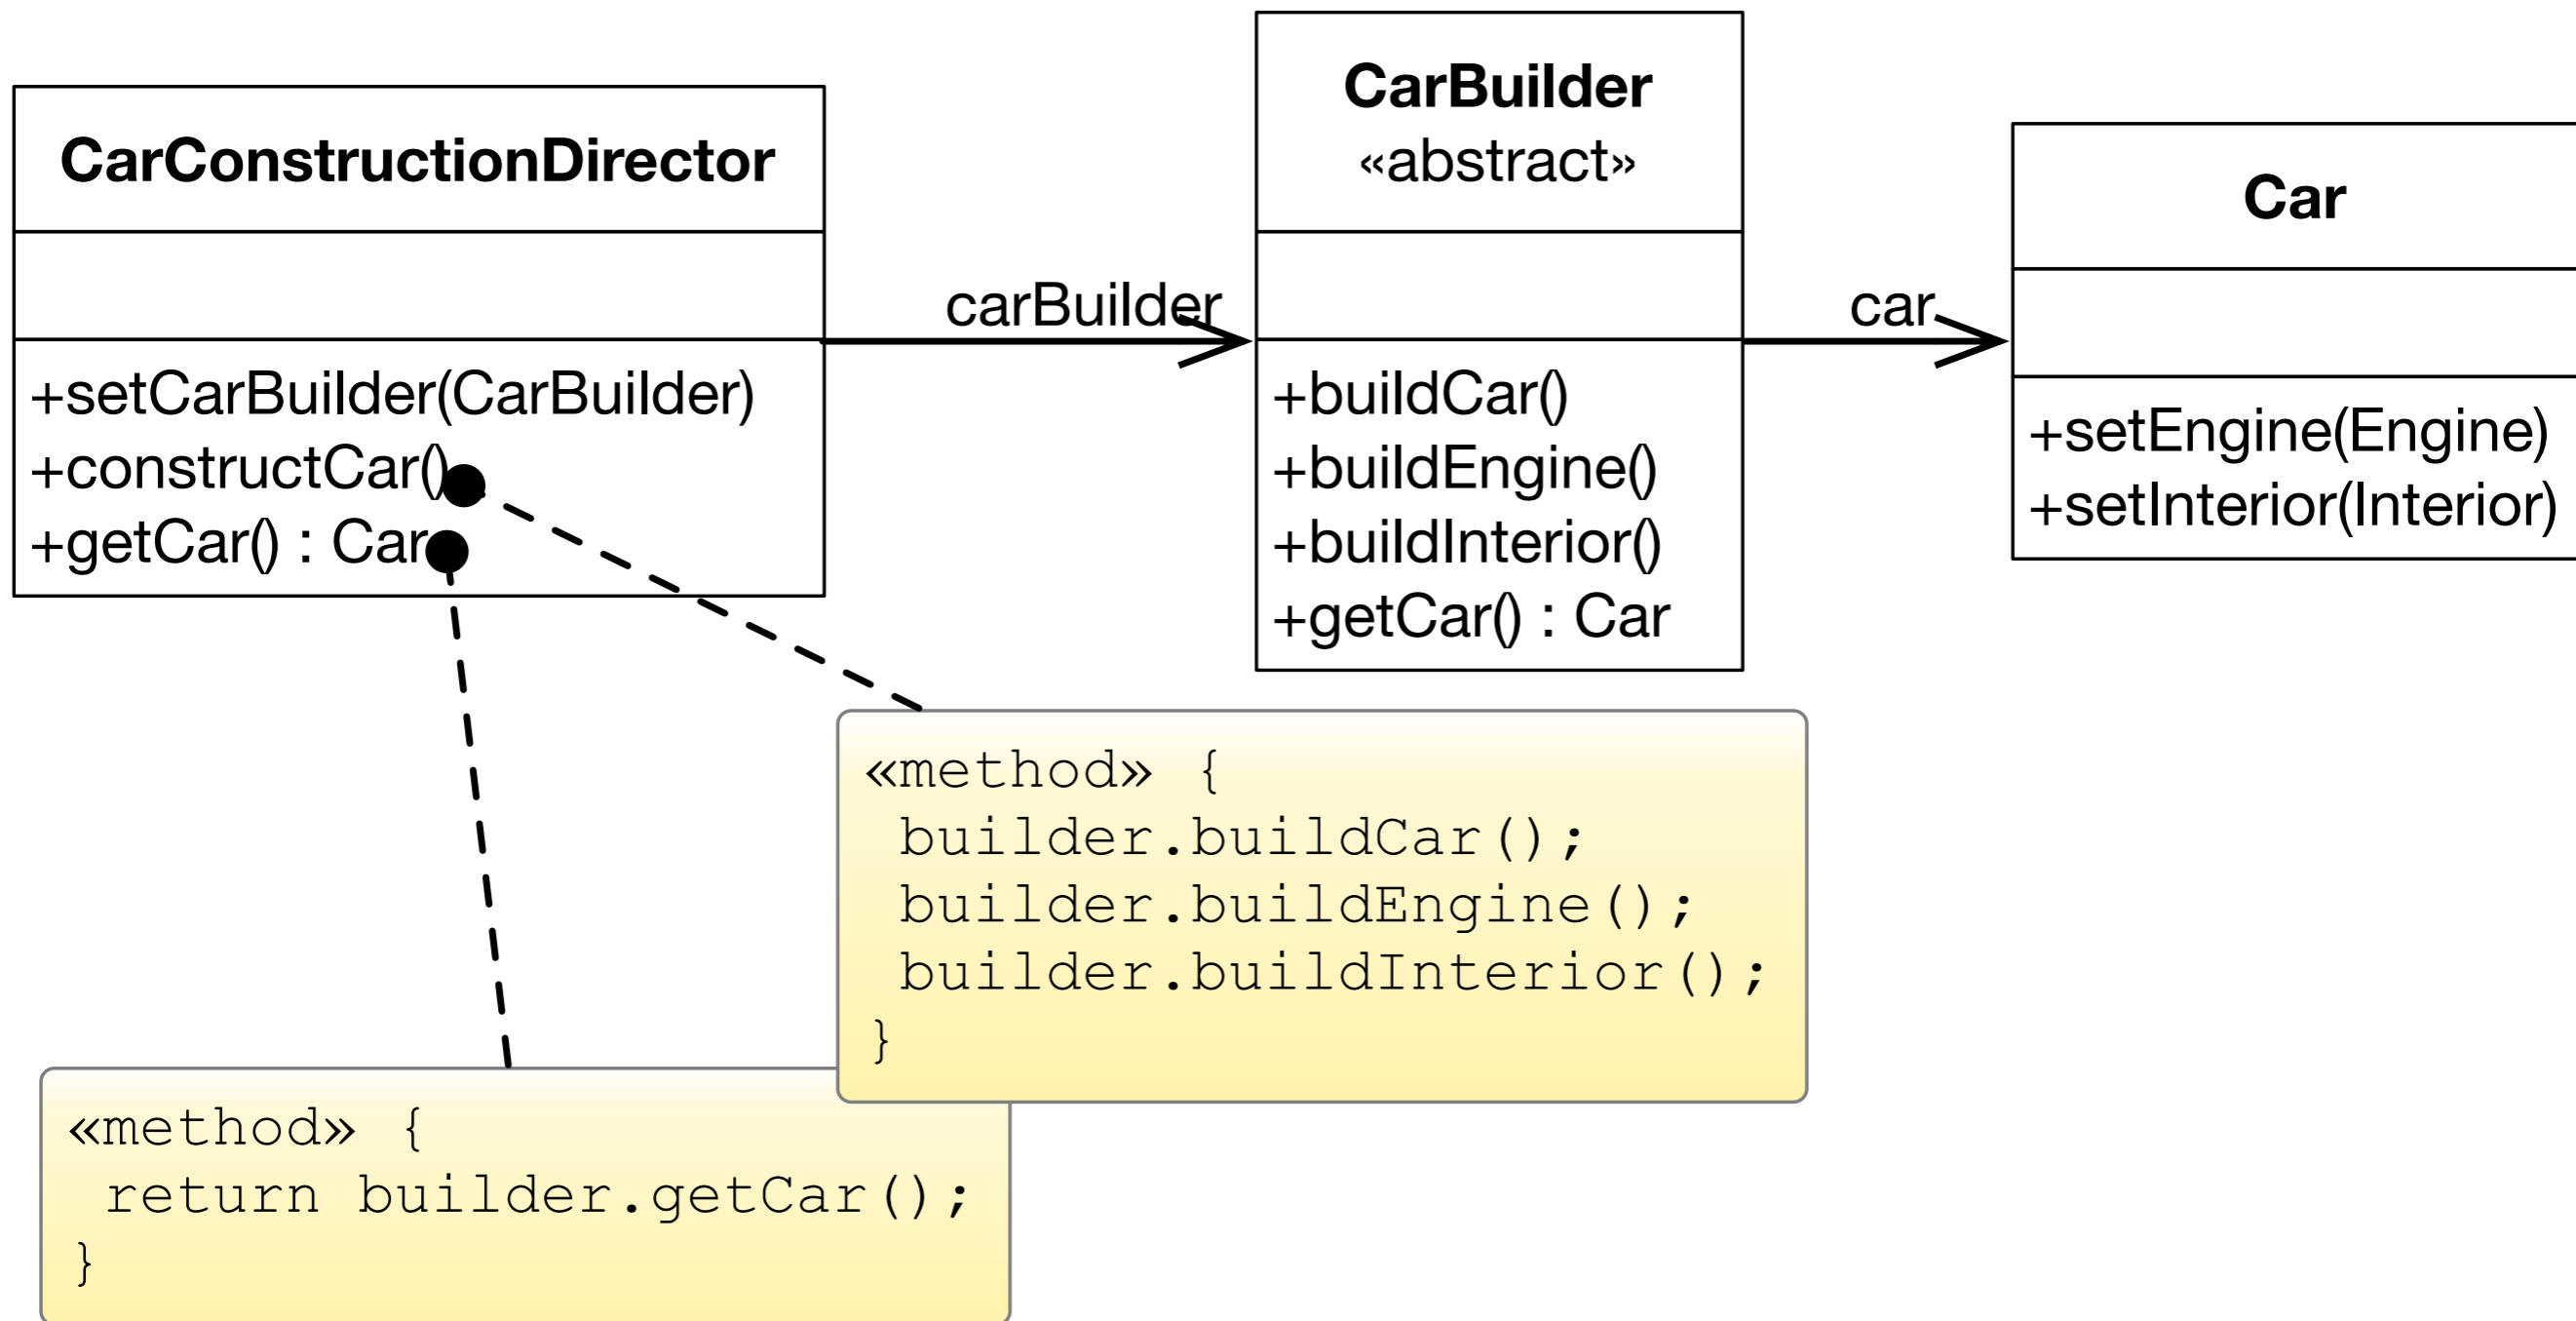 CarConstructionDirector
+setCarBuilder(CarBuilder)
+constructCar()
+getCar() : Car
carBuilder
CarBuilder
«abstract»
+buildCar()
+buildEngine()
+buildInterior()
+getCar() : Car
car
Car
+setEngine(Engine)
+setInterior(Interior)
«method» {
builder.buildCar();
builder.buildEngine();
builder.buildInterior();
}
«method» {
return builder.getCar();
}